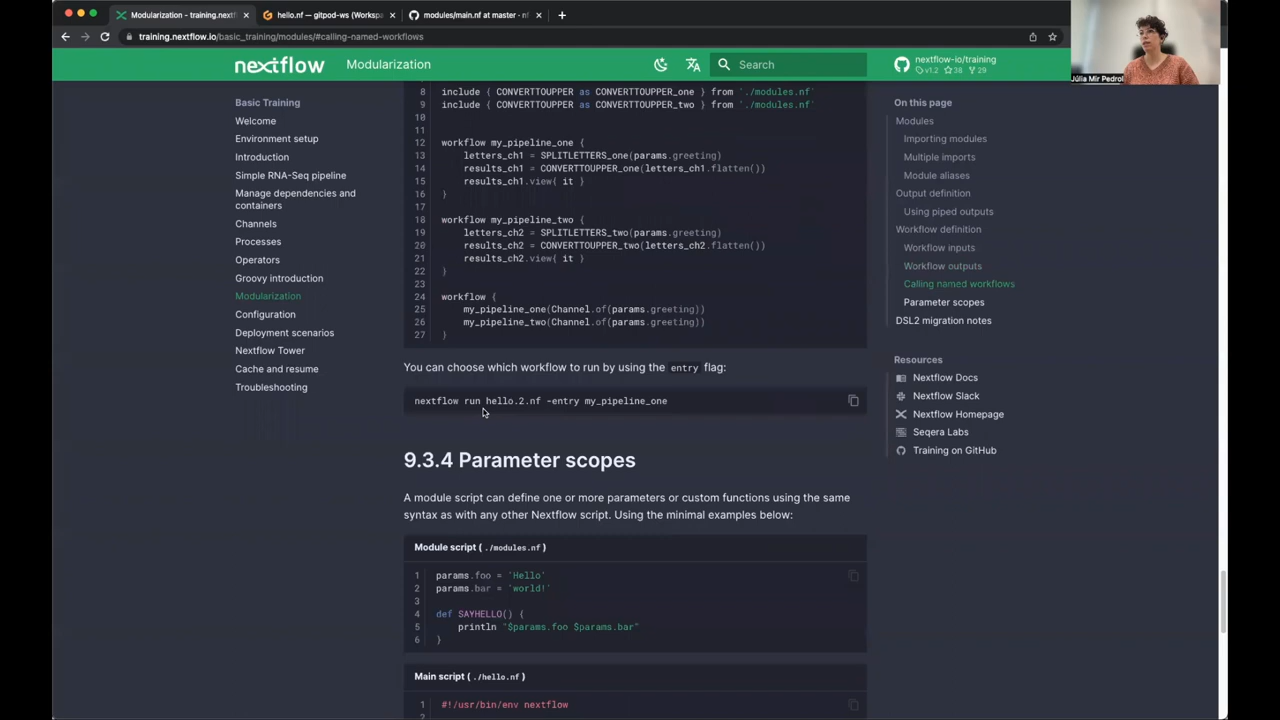 Modularization - training.nextf
hello.nf — gitpod-ws (Workspa
modules/main.nf at master · nf
training.nextflow.io/basic_training/modules/#calling-named-workflows
Júlia Mir Pedrol
nextflow
Modularization
Search
nextflow-io/training
v1.2 38 29
Basic Training
Welcome
Environment setup
Introduction
Simple RNA-Seq pipeline
Manage dependencies and
containers
Channels
Processes
Operators
Groovy introduction
Modularization
Configuration
Deployment scenarios
Nextflow Tower
Cache and resume
Troubleshooting
8 include { CONVERTTOUPPER as CONVERTTOUPPER_one } from './modules.nf'
9 include { CONVERTTOUPPER as CONVERTTOUPPER_two } from './modules.nf'
10
11
12 workflow my_pipeline_one {
13 letters_ch1 = SPLITLETTERS_one(params.greeting)
14 results_ch1 = CONVERTTOUPPER_one(letters_ch1.flatten())
15 results_ch1.view{ it }
16 }
17
18 workflow my_pipeline_two {
19 letters_ch2 = SPLITLETTERS_two(params.greeting)
20 results_ch2 = CONVERTTOUPPER_two(letters_ch2.flatten())
21 results_ch2.view{ it }
22 }
23
24 workflow {
25 my_pipeline_one(Channel.of(params.greeting))
26 my_pipeline_two(Channel.of(params.greeting))
27 }
You can choose which workflow to run by using the entry flag:
nextflow run hello.2.nf -entry my_pipeline_one
9.3.4 Parameter scopes
A module script can define one or more parameters or custom functions using the same
syntax as with any other Nextflow script. Using the minimal examples below:
Module script ( ./modules.nf )
1 params.foo = 'Hello'
2 params.bar = 'world!'
3
4 def SAYHELLO() {
5 println "$params.foo $params.bar"
6 }
Main script ( ./hello.nf )
1 #!/usr/bin/env nextflow
2
On this page
Modules
Importing modules
Multiple imports
Module aliases
Output definition
Using piped outputs
Workflow definition
Workflow inputs
Workflow outputs
Calling named workflows
Parameter scopes
DSL2 migration notes
Resources
Nextflow Docs
Nextflow Slack
Nextflow Homepage
Seqera Labs
Training on GitHub